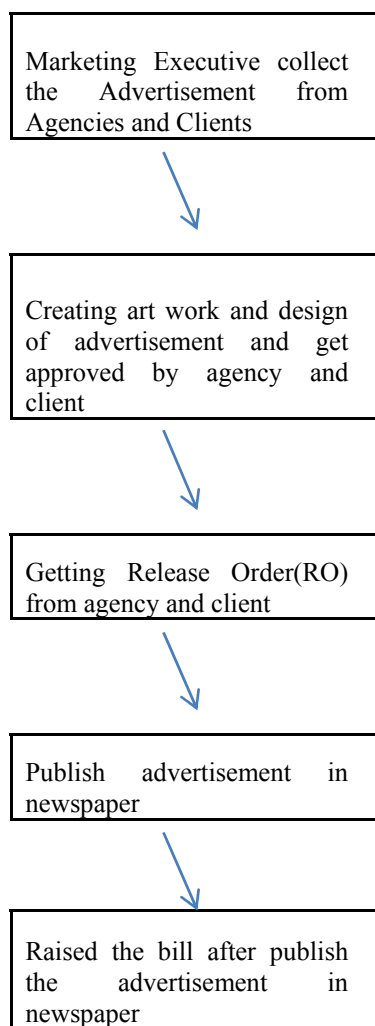 Marketing Executive collect
the Advertisement from
Agencies and Clients
Creating art work and design
of advertisement and get
approved by agency and
client
Getting Release Order(RO)
from agency and client
Publish advertisement in
newspaper
Raised the bill after publish
the advertisement in
newspaper